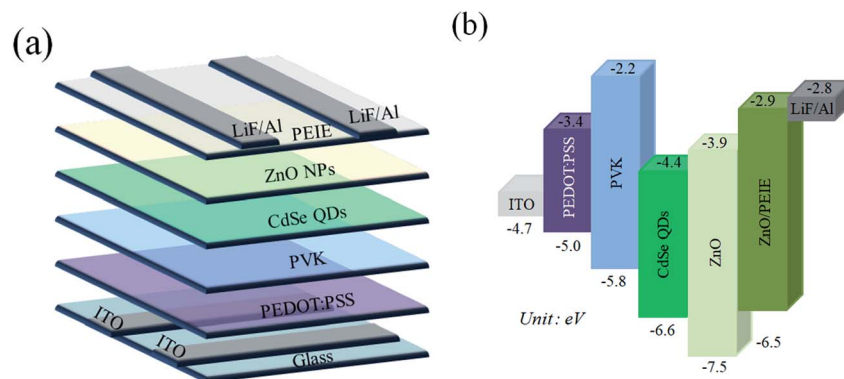 (a)
LiF/Al
LiF/Al
PEIE
ZnO NPs
CdSe QDs
PVK
PEDOT:PSS
ITO
ITO
Glass
(b)
-2.2
-2.8
LiF/Al
-2.9
-3.4
-3.9
-4.4
ITO
PEDOT:PSS
PVK
CdSe QDs
ZnO
ZnO/PEIE
-4.7
-5.0
-5.8
Unit: eV
-6.6
-6.5
-7.5